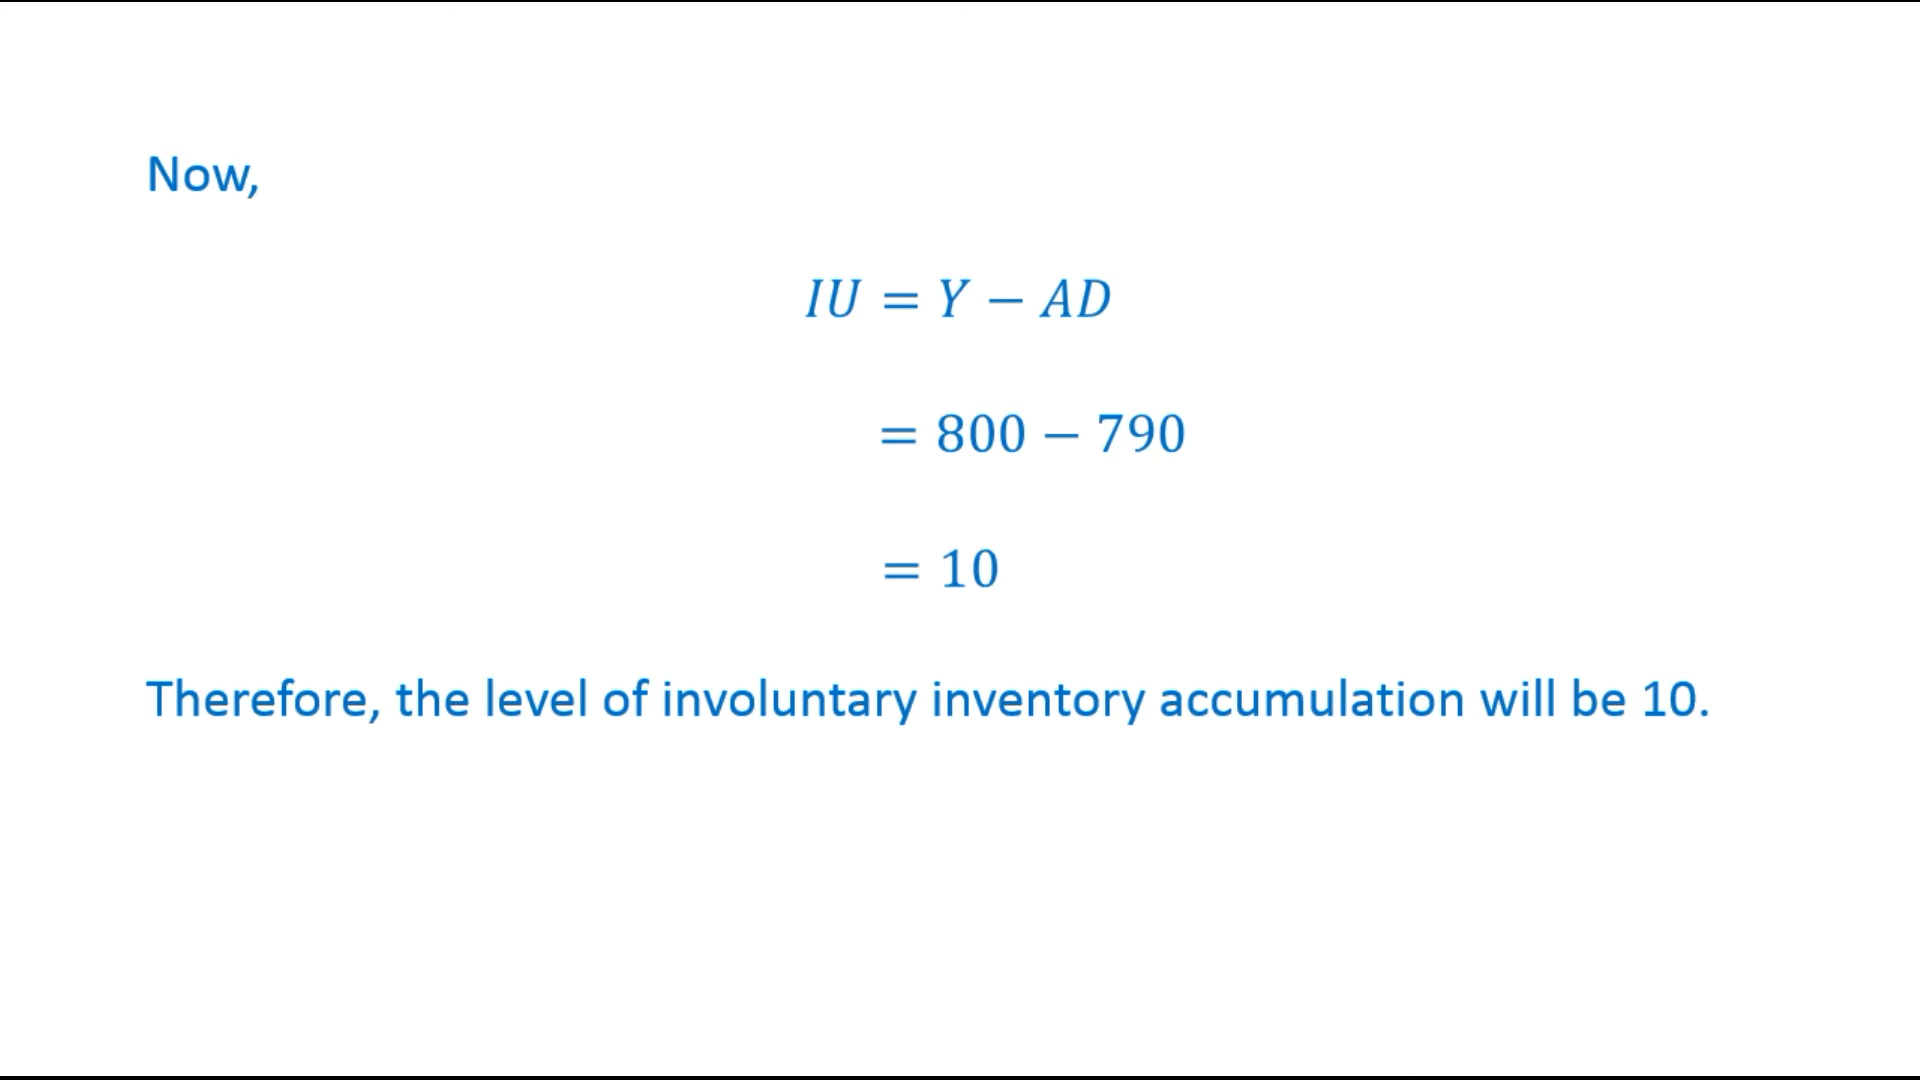 Now,
IU = Y − AD
= 800 − 790
= 10
Therefore, the level of involuntary inventory accumulation will be 10.